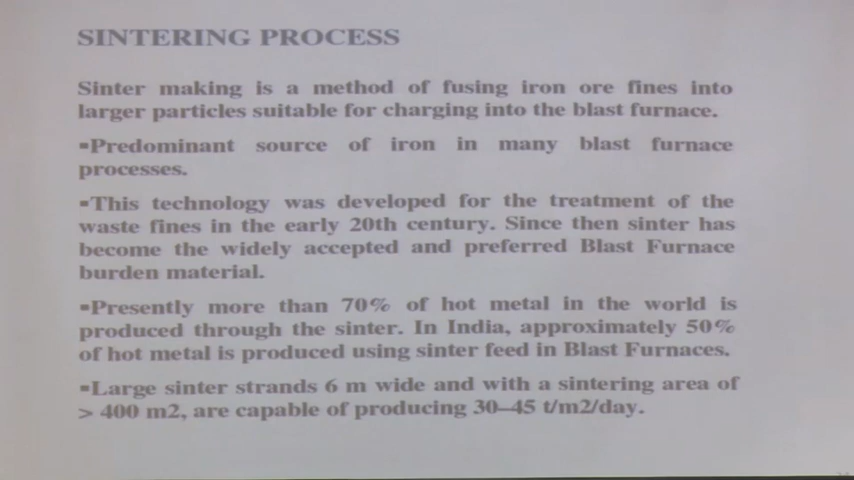 SINTERING PROCESS
Sinter making is a method of fusing iron ore fines into
larger particles suitable for charging into the blast furnace.
▪Predominant source of iron in many blast furnace
processes.
▪This technology was developed for the treatment of the
waste fines in the early 20th century. Since then sinter has
become the widely accepted and preferred Blast Furnace
burden material.
▪Presently more than 70% of hot metal in the world is
produced through the sinter. In India, approximately 50%
of hot metal is produced using sinter feed in Blast Furnaces.
▪Large sinter strands 6 m wide and with a sintering area of
> 400 m2, are capable of producing 30–45 t/m2/day.